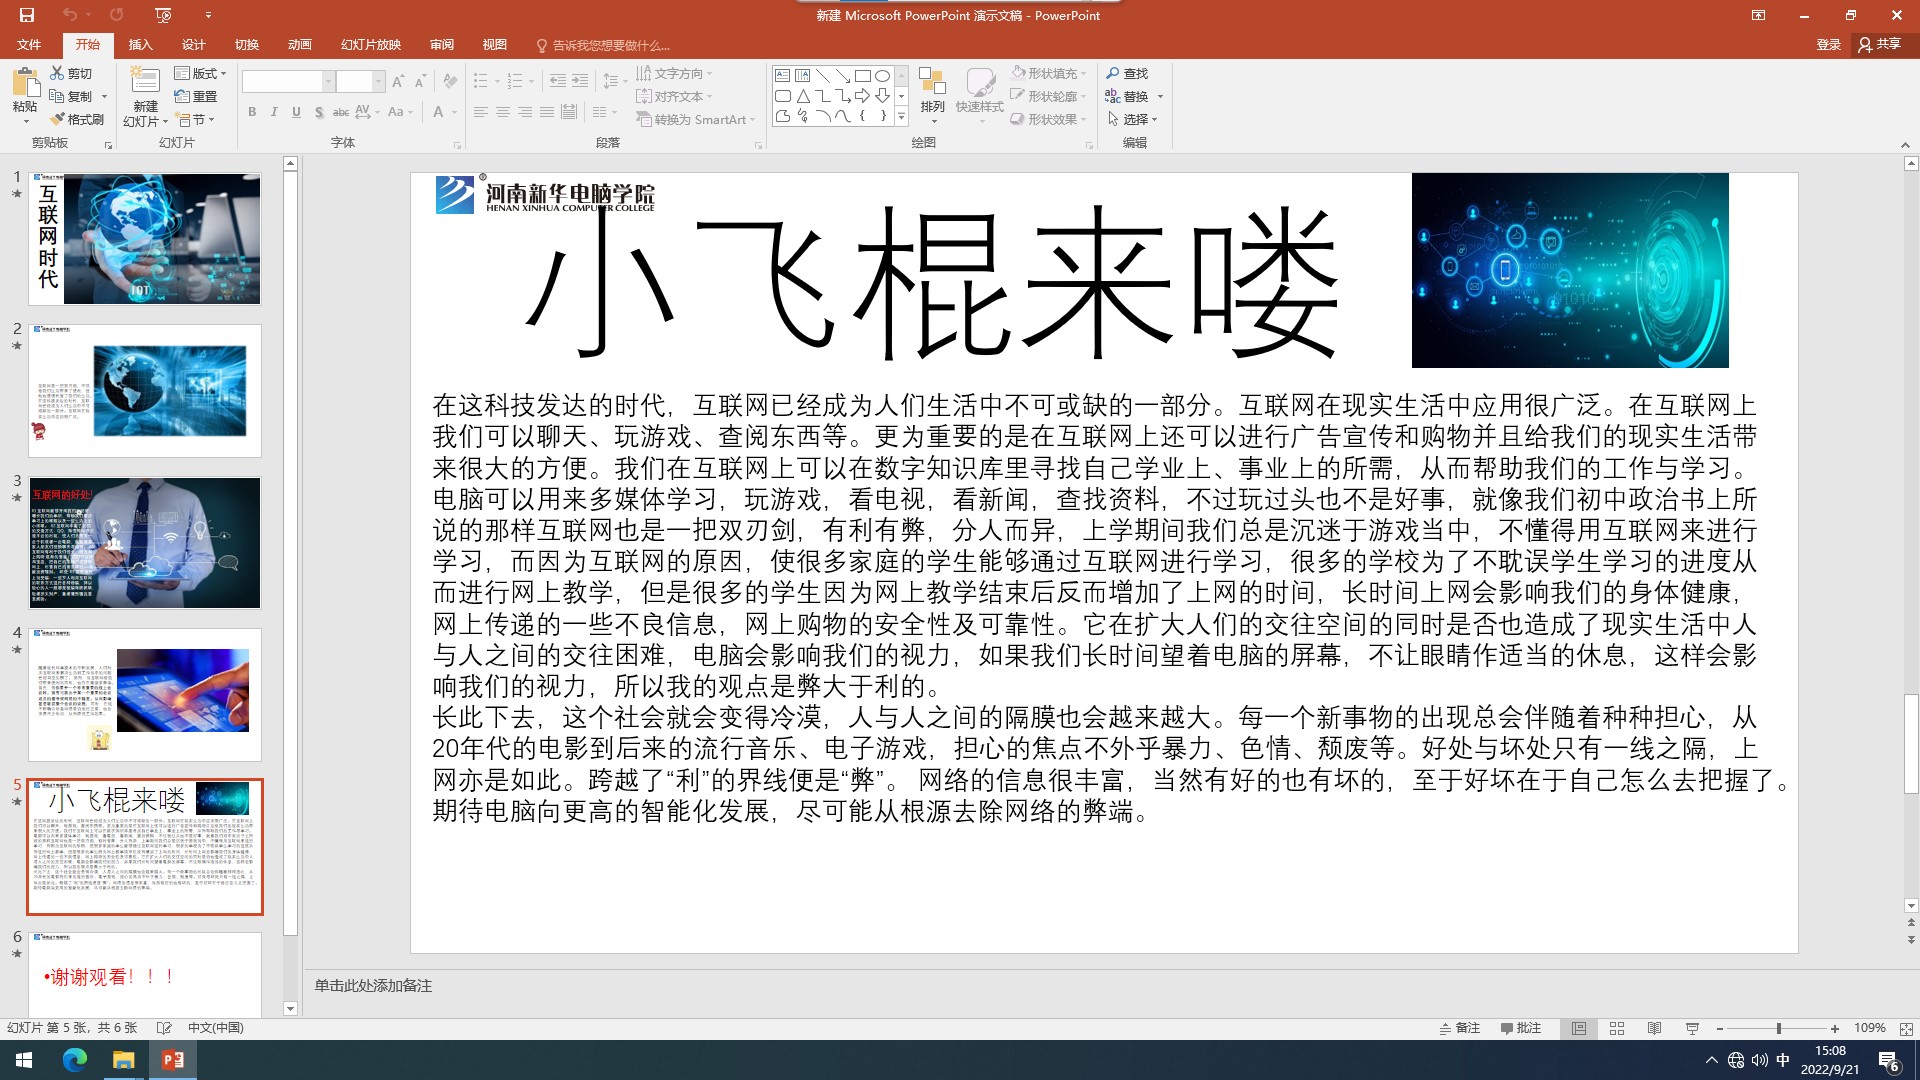 新建 Microsoft PowerPoint 演示文稿 - PowerPoint
文件 开始 插入 设计 切换 动画 幻灯片放映 审阅 视图 告诉我您想要做什么... 登录 共享
粘贴 剪切 复制 格式刷 剪贴板
新建 幻灯片 版式 重置 节 幻灯片
B I U S abc AV Aa A 字体
文字方向 对齐文本 转换为 SmartArt 段落
排列 快速样式 形状填充 形状轮廓 形状效果 绘图
查找 替换 选择 编辑
1
互联网时代
IOT
2
3
互联网的好处!
4
5
小飞棍来喽
6
•谢谢观看！！！
河南新华电脑学院
HENAN XINHUA COMPUTER COLLEGE
小飞棍来喽
在这科技发达的时代，互联网已经成为人们生活中不可或缺的一部分。互联网在现实生活中应用很广泛。在互联网上
我们可以聊天、玩游戏、查阅东西等。更为重要的是在互联网上还可以进行广告宣传和购物并且给我们的现实生活带
来很大的方便。我们在互联网上可以在数字知识库里寻找自己学业上、事业上的所需，从而帮助我们的工作与学习。
电脑可以用来多媒体学习，玩游戏，看电视，看新闻，查找资料，不过玩过头也不是好事，就像我们初中政治书上所
说的那样互联网也是一把双刃剑，有利有弊，分人而异，上学期间我们总是沉迷于游戏当中，不懂得用互联网来进行
学习，而因为互联网的原因，使很多家庭的学生能够通过互联网进行学习，很多的学校为了不耽误学生学习的进度从
而进行网上教学，但是很多的学生因为网上教学结束后反而增加了上网的时间，长时间上网会影响我们的身体健康，
网上传递的一些不良信息，网上购物的安全性及可靠性。它在扩大人们的交往空间的同时是否也造成了现实生活中人
与人之间的交往困难，电脑会影响我们的视力，如果我们长时间望着电脑的屏幕，不让眼睛作适当的休息，这样会影
响我们的视力，所以我的观点是弊大于利的。
长此下去，这个社会就会变得冷漠，人与人之间的隔膜也会越来越大。每一个新事物的出现总会伴随着种种担心，从
20年代的电影到后来的流行音乐、电子游戏，担心的焦点不外乎暴力、色情、颓废等。好处与坏处只有一线之隔，上
网亦是如此。跨越了“利”的界线便是“弊”。 网络的信息很丰富，当然有好的也有坏的，至于好坏在于自己怎么去把握了。
期待电脑向更高的智能化发展，尽可能从根源去除网络的弊端。
单击此处添加备注
幻灯片 第 5 张，共 6 张 中文(中国) 备注 批注 109%
中 15:08
2022/9/21
6